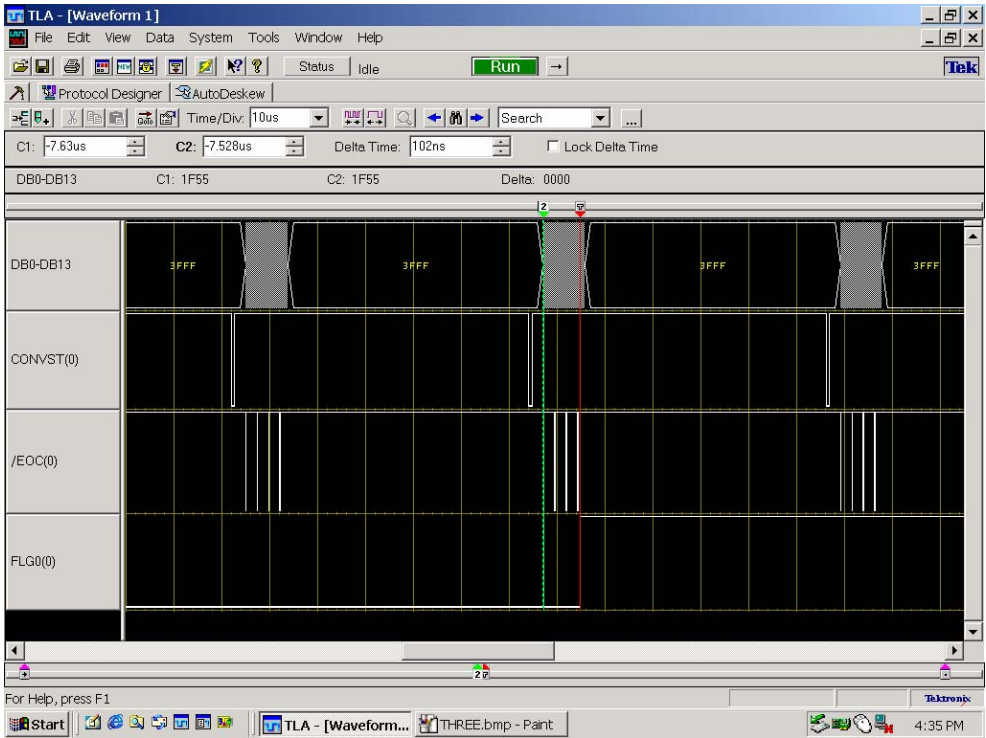 TLA - [Waveform 1]
File Edit View Data System Tools Window Help
Status Idle Run Tek
Protocol Designer AutoDeskew
Time/Div: 10us Search ...
C1: -7.63us C2: -7.528us Delta Time: 102ns Lock Delta Time
DB0-DB13 C1: 1F55 C2: 1F55 Delta: 0000
2
DB0-DB13 3FFF 3FFF 3FFF 3FFF
CONVST(0)
/EOC(0)
FLG0(0)
2
For Help, press F1 Tektronix
Start TLA - [Waveform... THREE.bmp - Paint 4:35 PM